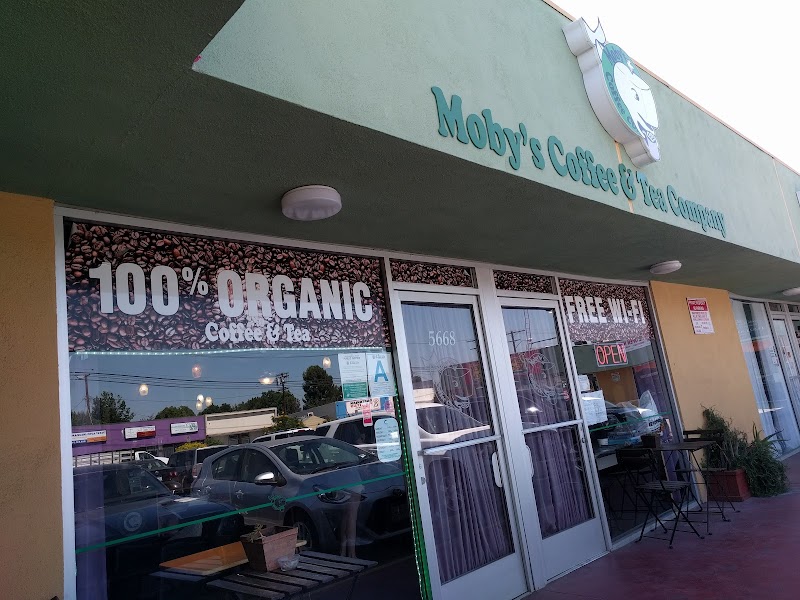 Moby's Coffee & Tea Company
100% ORGANIC
Coffee & Tea
5668
FREE WI-FI
OPEN
A